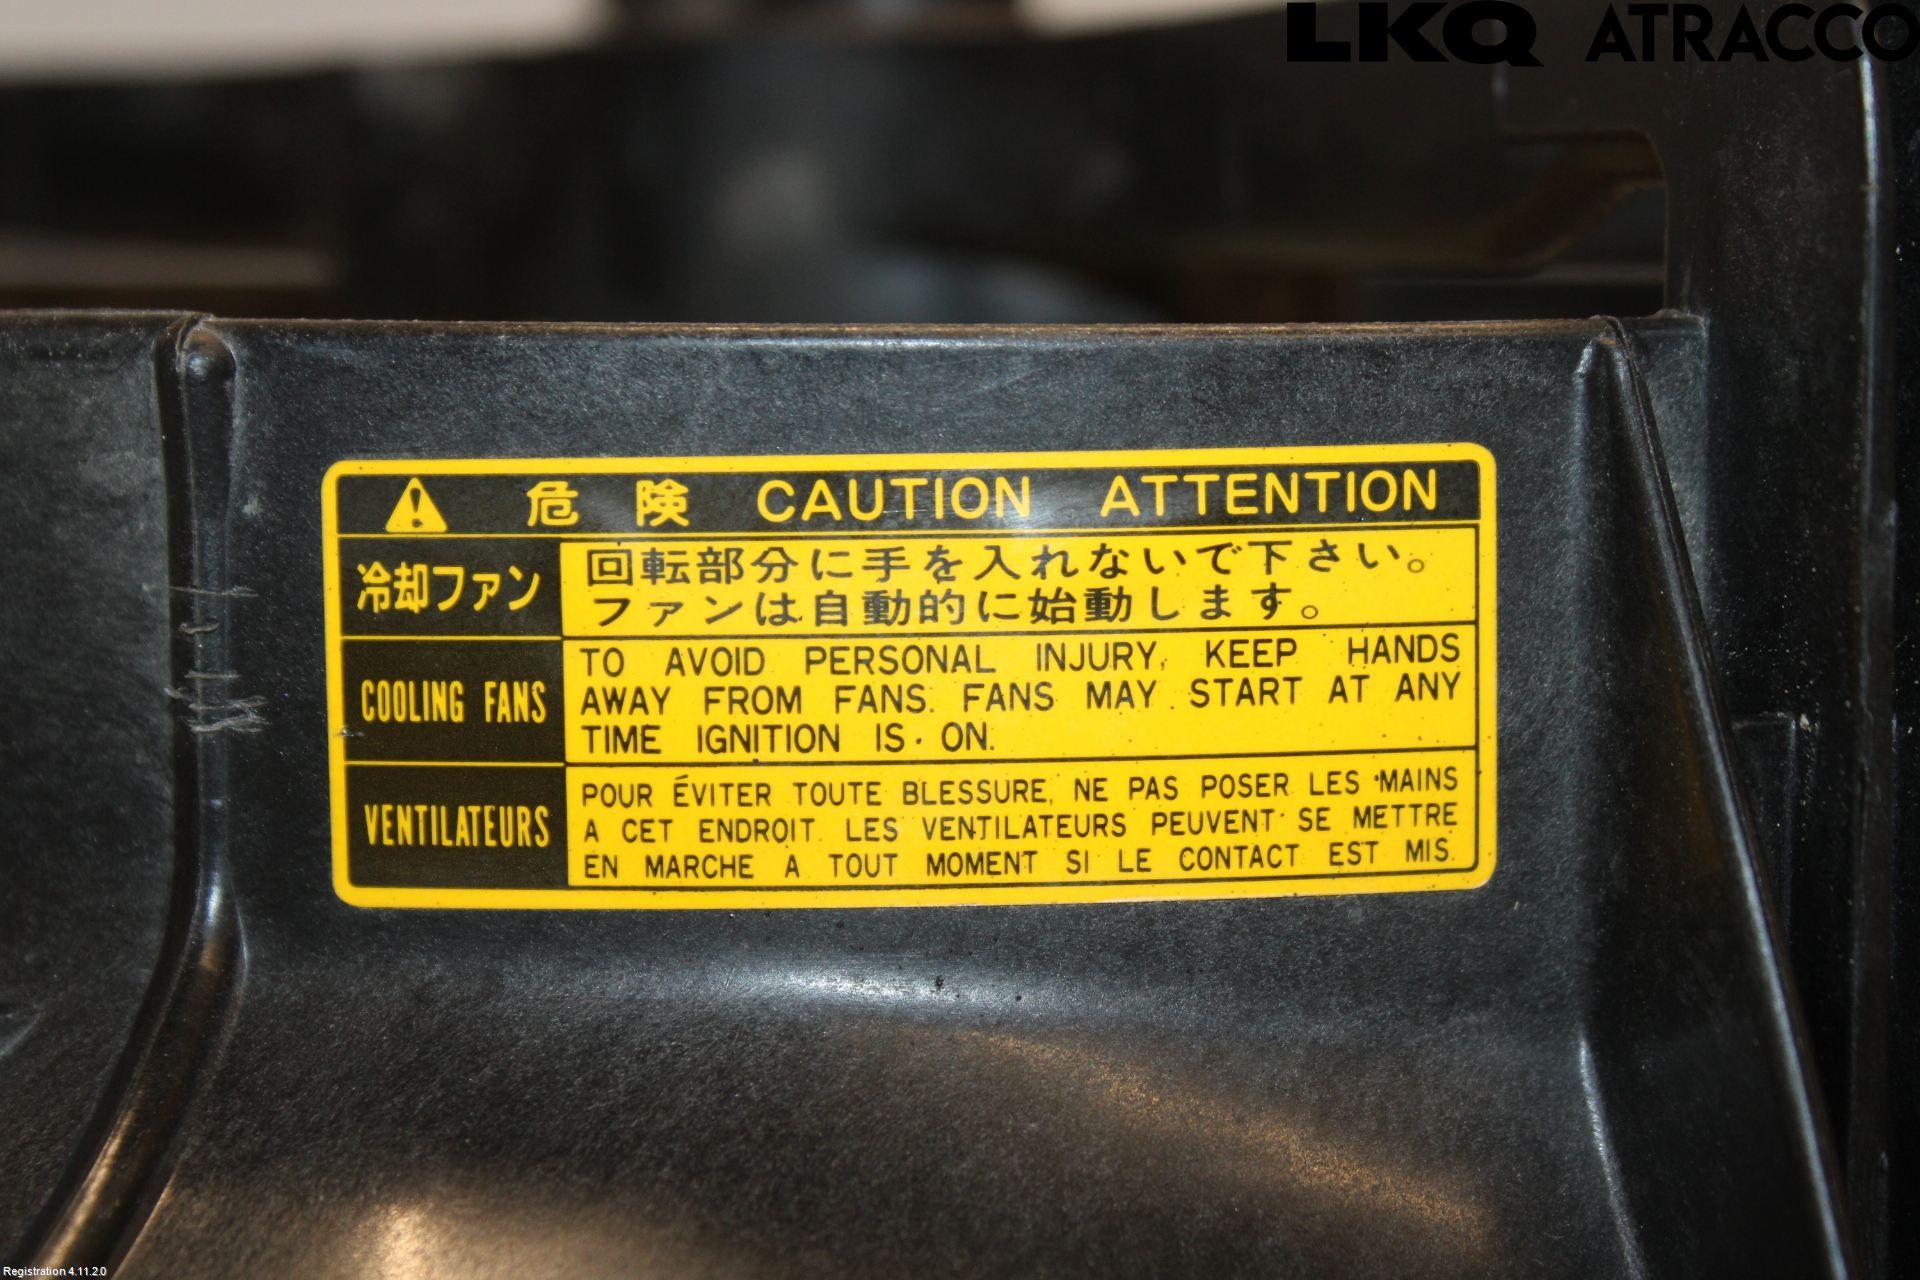 LKQ ATRACCO
危険 CAUTION ATTENTION
冷却ファン
回転部分に手を入れないで下さい。
ファンは自動的に始動します。
COOLING FANS
TO AVOID PERSONAL INJURY, KEEP HANDS
AWAY FROM FANS. FANS MAY START AT ANY
TIME IGNITION IS ON.
VENTILATEURS
POUR ÉVITER TOUTE BLESSURE, NE PAS POSER LES MAINS
A CET ENDROIT. LES VENTILATEURS PEUVENT SE METTRE
EN MARCHE A TOUT MOMENT SI LE CONTACT EST MIS.
Registration 4.11.2.0